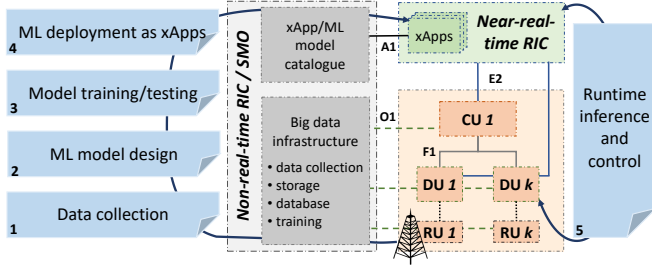 ML deployment as xApps
4
Model training/testing
3
ML model design
2
Data collection
1
Non-real-time RIC / SMO
xApp/ML
model
catalogue
Big data
infrastructure
• data collection
• storage
• database
• training
A1
O1
xApps
Near-real-
time RIC
E2
CU 1
F1
DU 1
DU k
RU 1
RU k
Runtime
inference
and
control
5